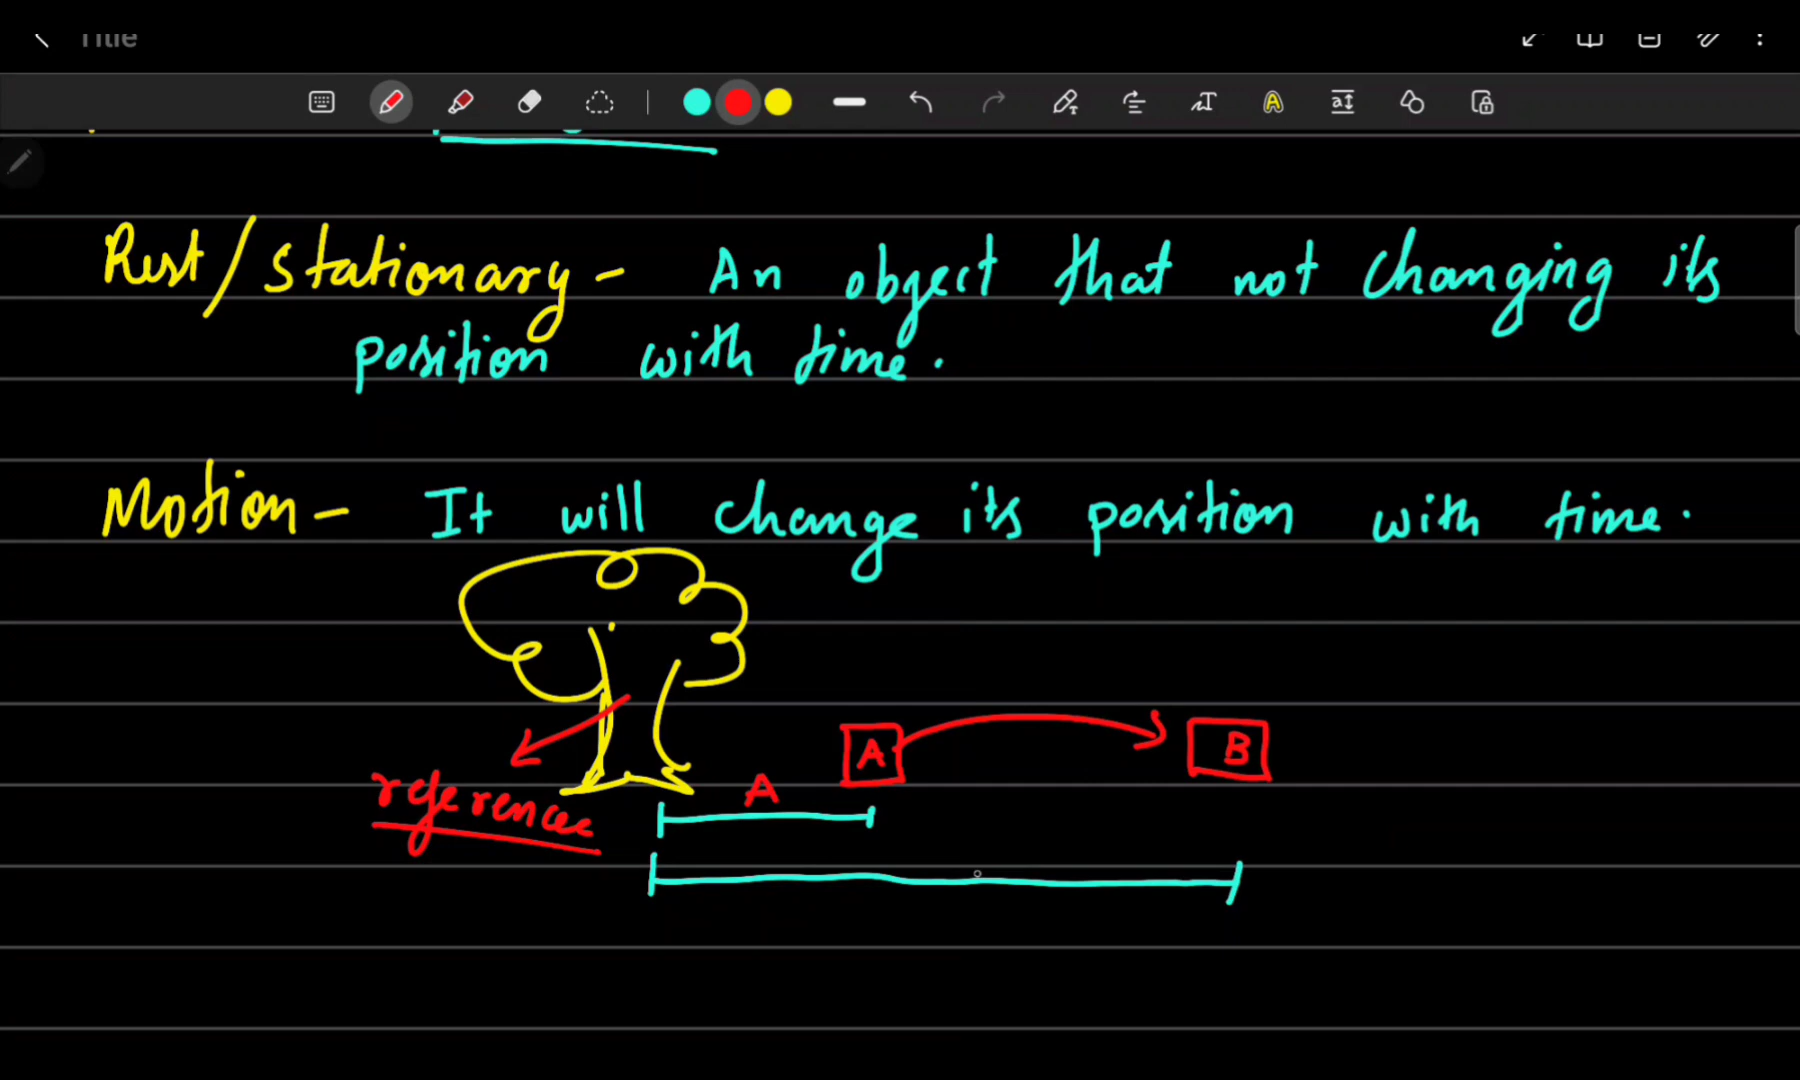 Title
Rest/Stationary - An object that not changing its
position with time.
Motion - It will change its position with time.
A
B
reference
A